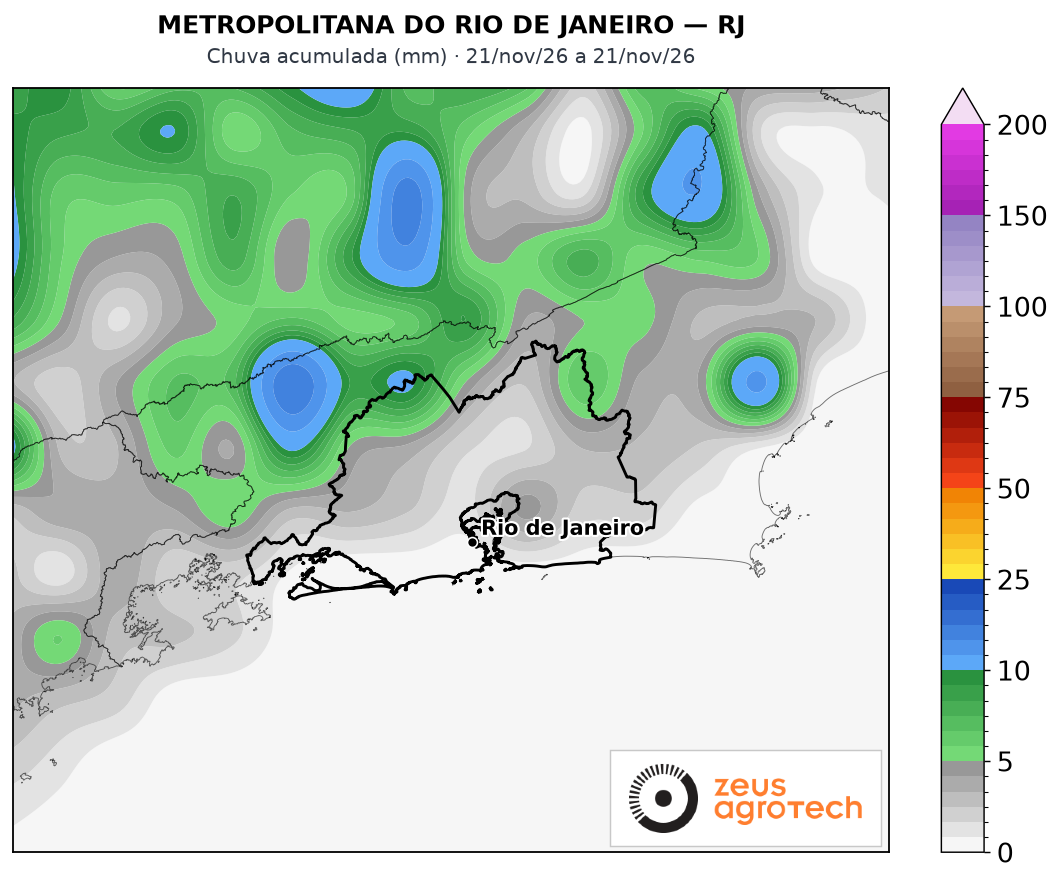 METROPOLITANA DO RIO DE JANEIRO — RJ
Chuva acumulada (mm) · 21/nov/26 a 21/nov/26
200
150
100
75
50
25
10
5
0
Rio de Janeiro
zeus
agrotech